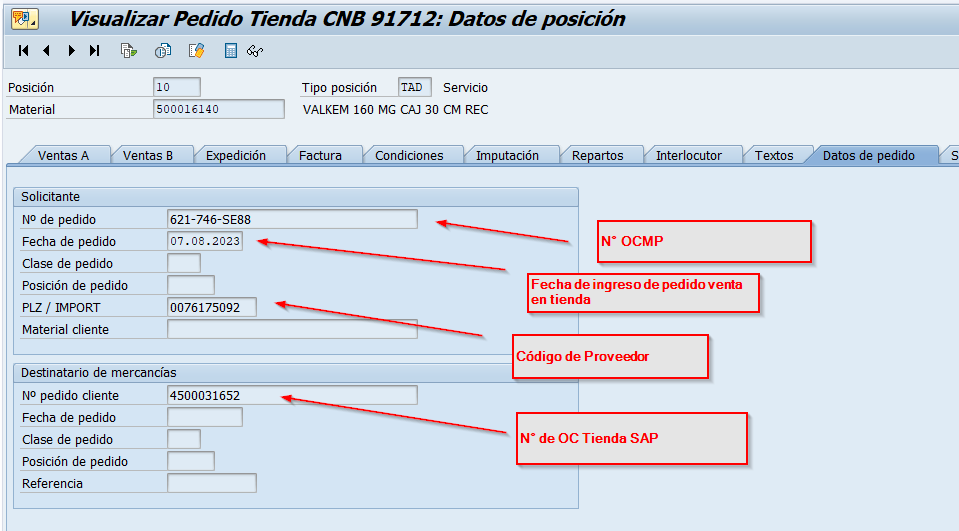 Visualizar Pedido Tienda CNB 91712: Datos de posición
Posición 10 Tipo posición TAD Servicio
Material 500016140 VALKEM 160 MG CAJ 30 CM REC
Ventas A Ventas B Expedición Factura Condiciones Imputación Repartos Interlocutor Textos Datos de pedido S
Solicitante
Nº de pedido 621-746-SE88
N° OCMP
Fecha de pedido 07.08.2023
Clase de pedido
Fecha de ingreso de pedido venta
en tienda
Posición de pedido
PLZ / IMPORT 0076175092
Material cliente
Código de Proveedor
Destinatario de mercancías
Nº pedido cliente 4500031652
Fecha de pedido
N° de OC Tienda SAP
Clase de pedido
Posición de pedido
Referencia